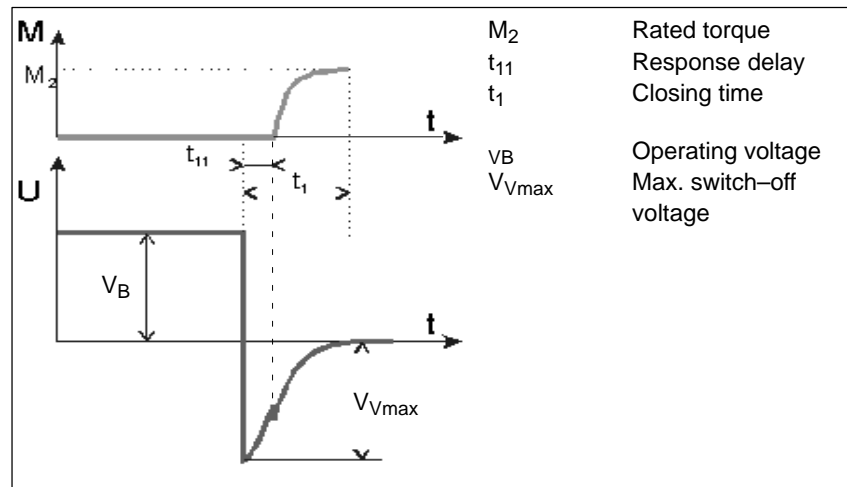 M
M2
t
t11
t1
U
VB
t
VVmax
M2 Rated torque
t11 Response delay
t1 Closing time
VB Operating voltage
VVmax Max. switch–off
voltage